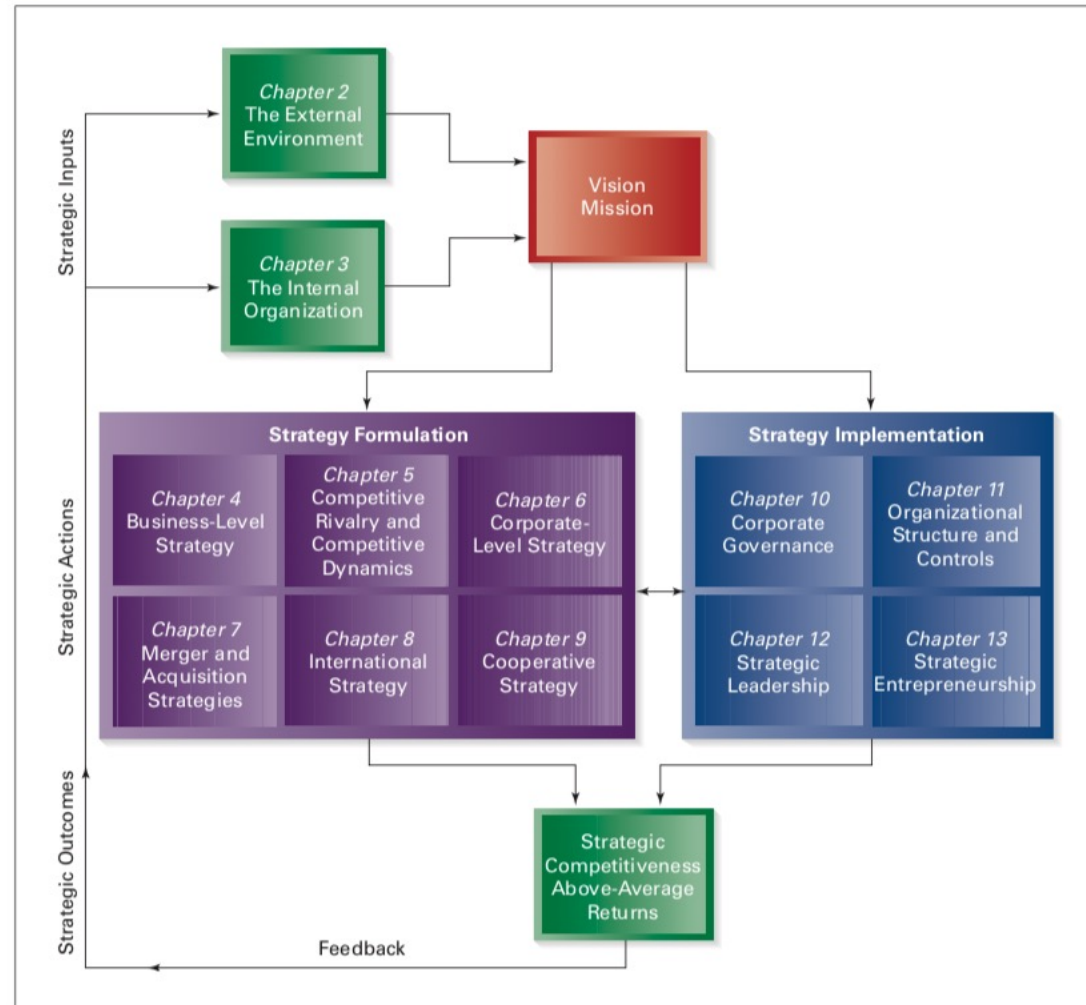 Strategic Inputs
Chapter 2
The External
Environment
Chapter 3
The Internal
Organization
Vision
Mission
Strategic Actions
Strategy Formulation
Chapter 4
Business-Level
Strategy
Chapter 5
Competitive
Rivalry and
Competitive
Dynamics
Chapter 6
Corporate-
Level Strategy
Chapter 7
Merger and
Acquisition
Strategies
Chapter 8
International
Strategy
Chapter 9
Cooperative
Strategy
Strategy Implementation
Chapter 10
Corporate
Governance
Chapter 11
Organizational
Structure and
Controls
Chapter 12
Strategic
Leadership
Chapter 13
Strategic
Entrepreneurship
Strategic Outcomes
Strategic
Competitiveness
Above-Average
Returns
Feedback